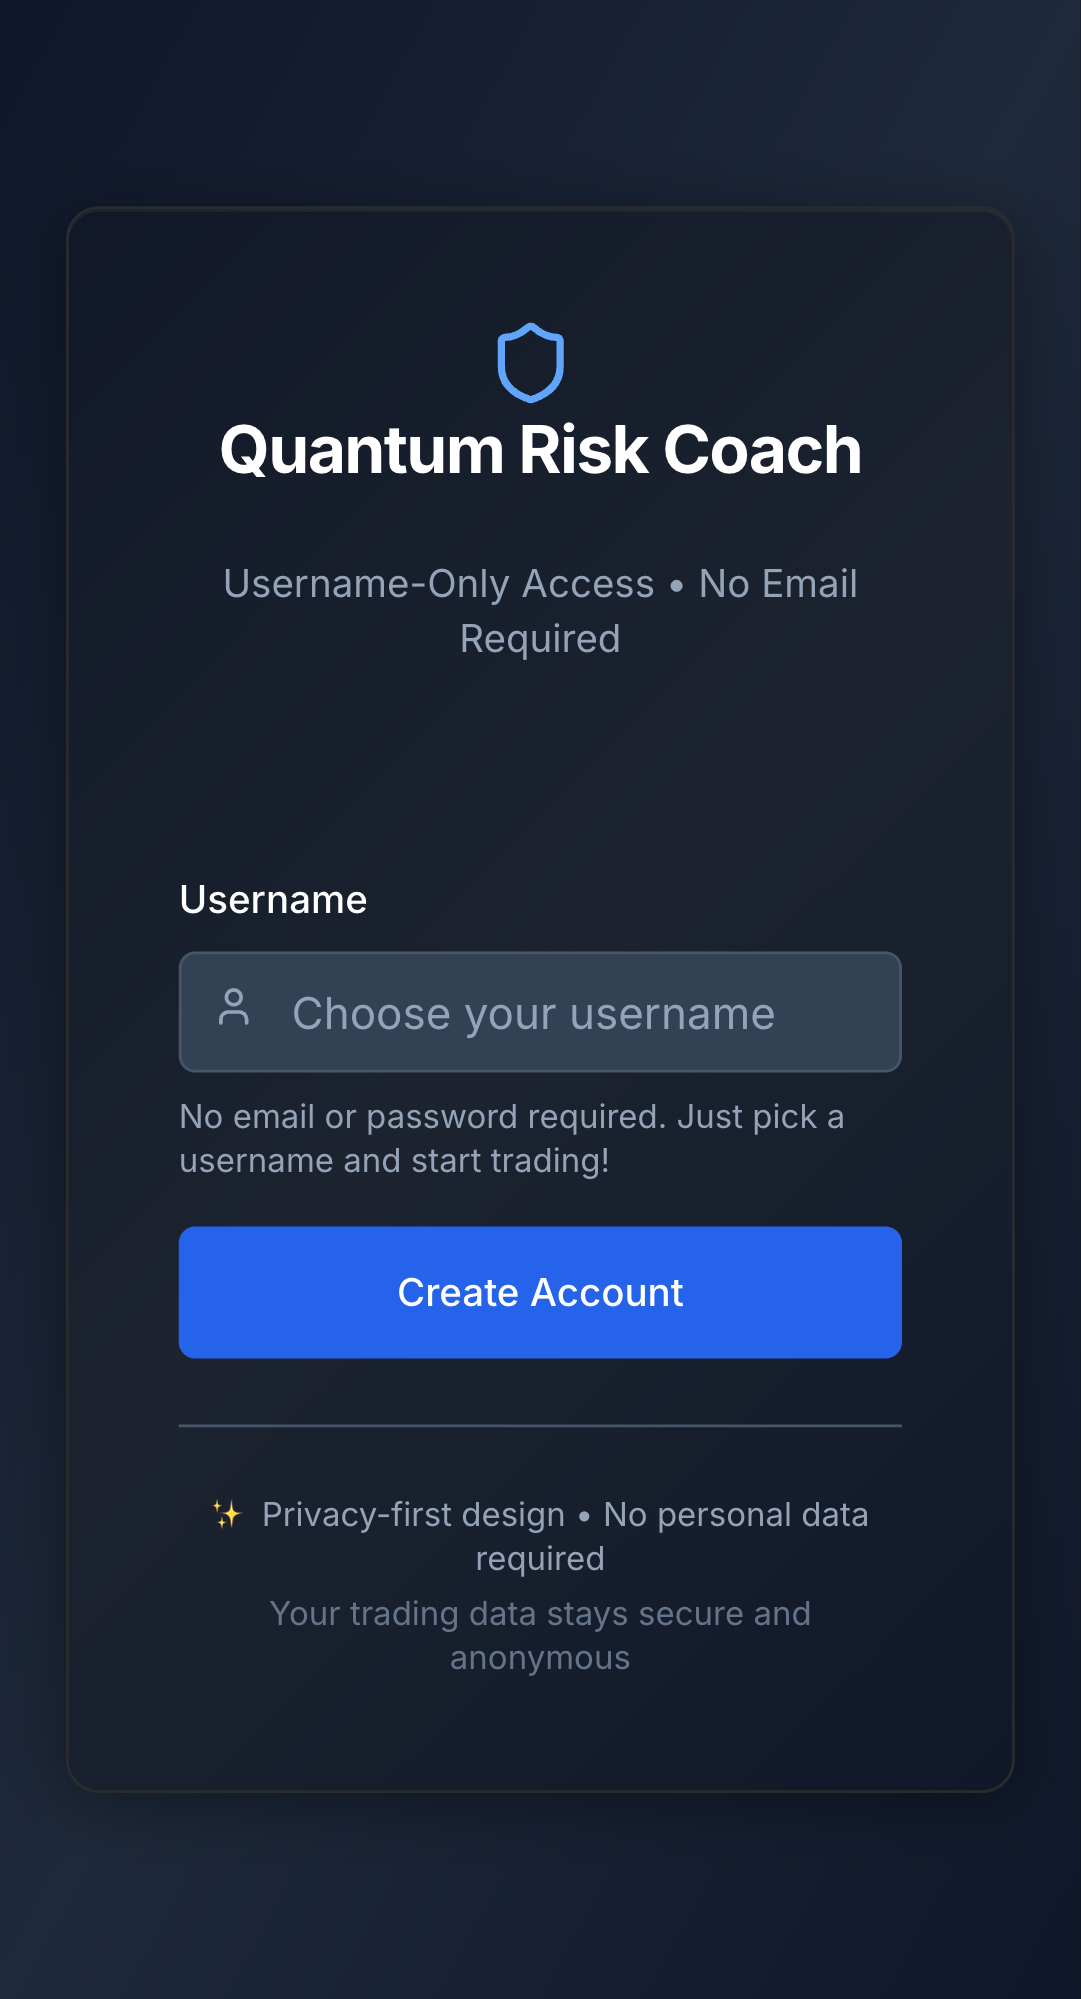 Quantum Risk Coach
Username-Only Access • No Email
Required
Username
Choose your username
No email or password required. Just pick a
username and start trading!
Create Account
✨ Privacy-first design • No personal data
required
Your trading data stays secure and
anonymous